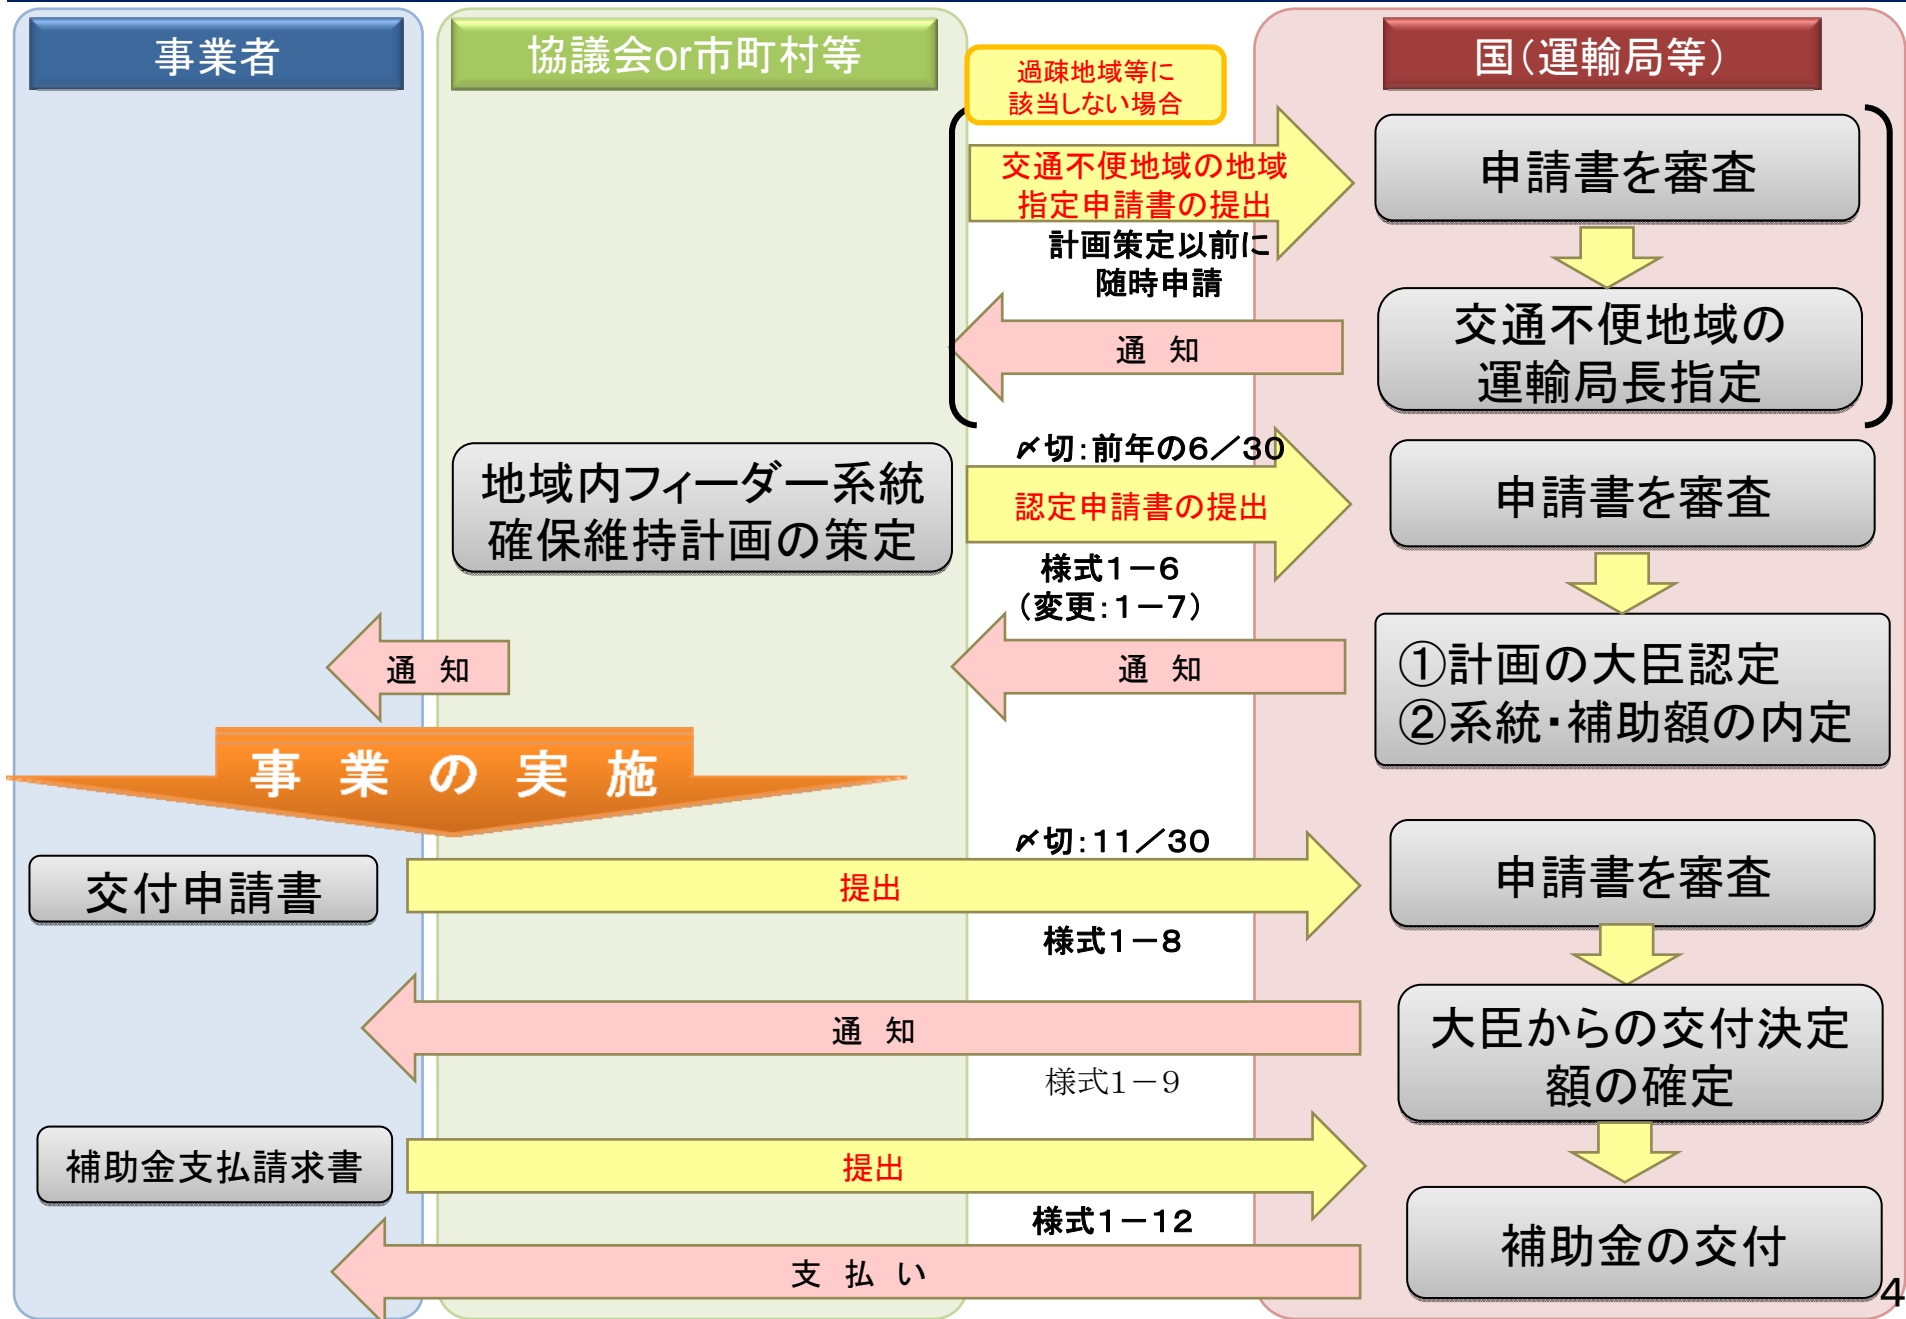 事業者
協議会or市町村等
国(運輸局等)
過疎地域等に
該当しない場合
交通不便地域の地域
指定申請書の提出
計画策定以前に
随時申請
申請書を審査
通 知
交通不便地域の
運輸局長指定
〆切:前年の6/30
地域内フィーダー系統
確保維持計画の策定
認定申請書の提出
申請書を審査
様式1-6
(変更:1-7)
通 知
通 知
①計画の大臣認定
②系統・補助額の内定
事 業 の 実 施
〆切:11/30
交付申請書
提出
申請書を審査
様式1-8
通 知
大臣からの交付決定
額の確定
様式1-9
補助金支払請求書
提出
様式1-12
補助金の交付
支 払 い
4